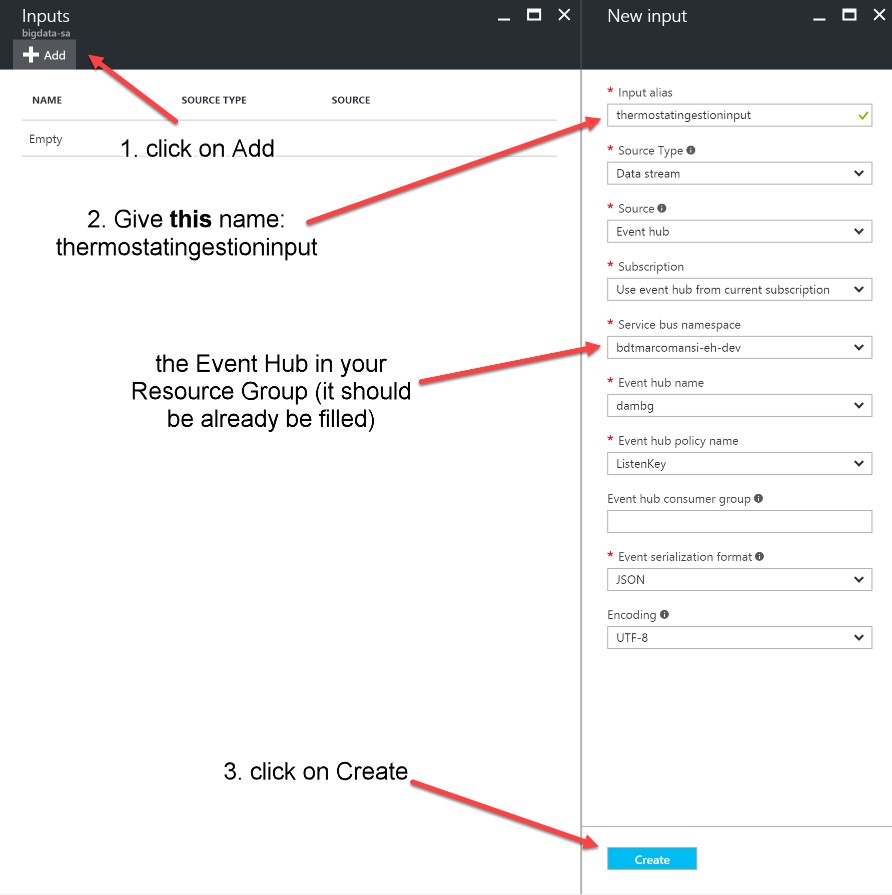 Inputs
bigdata-sa
Add
NAME SOURCE TYPE SOURCE
Empty
1. click on Add
2. Give this name:
thermostatingestioninput
the Event Hub in your
Resource Group (it should
be already be filled)
3. click on Create
New input
* Input alias
thermostatingestioninput
* Source Type
Data stream
* Source
Event hub
* Subscription
Use event hub from current subscription
* Service bus namespace
bdtmarcomansi-eh-dev
* Event hub name
dambg
* Event hub policy name
ListenKey
Event hub consumer group
* Event serialization format
JSON
Encoding
UTF-8
Create